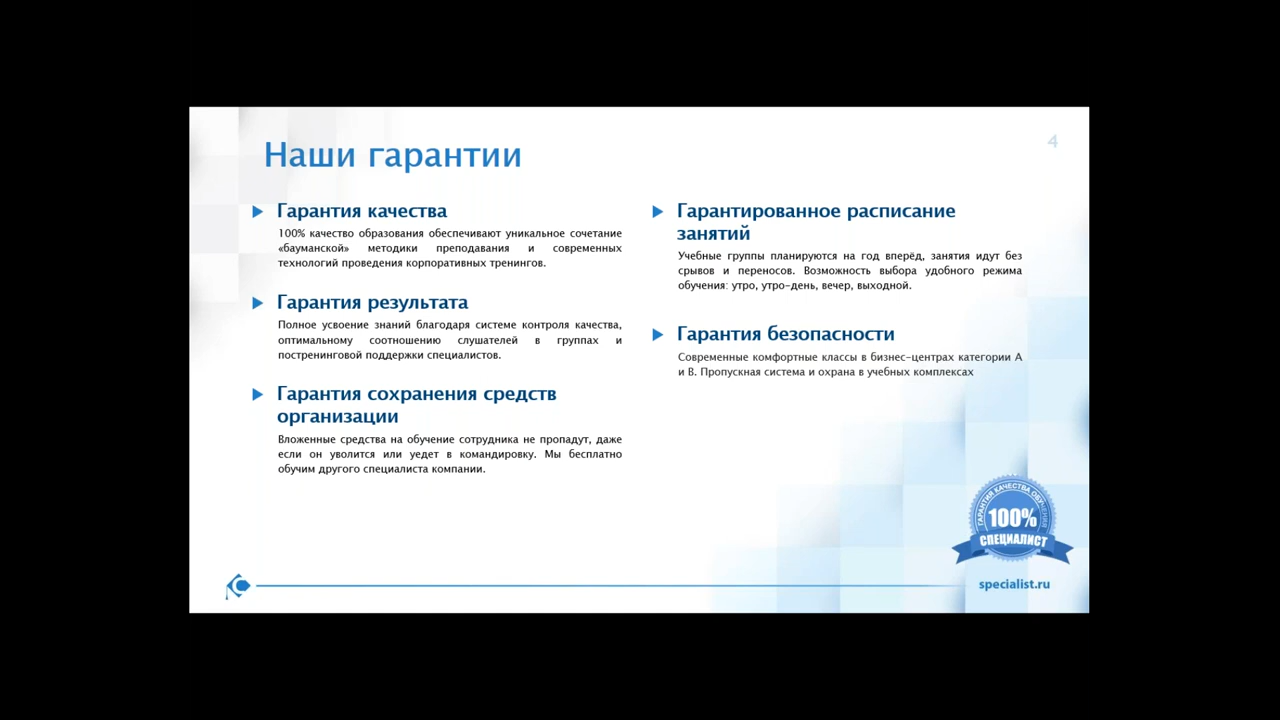 Наши гарантии
4
Гарантия качества
100% качество образования обеспечивают уникальное сочетание
«бауманской» методики преподавания и современных
технологий проведения корпоративных тренингов.
Гарантия результата
Полное усвоение знаний благодаря системе контроля качества,
оптимальному соотношению слушателей в группах и
постренинговой поддержки специалистов.
Гарантия сохранения средств
организации
Вложенные средства на обучение сотрудника не пропадут, даже
если он уволится или уедет в командировку. Мы бесплатно
обучим другого специалиста компании.
Гарантированное расписание
занятий
Учебные группы планируются на год вперёд, занятия идут без
срывов и переносов. Возможность выбора удобного режима
обучения: утро, утро-день, вечер, выходной.
Гарантия безопасности
Современные комфортные классы в бизнес-центрах категории А
и В. Пропускная система и охрана в учебных комплексах
ГАРАНТИЯ КАЧЕСТВА ОБУЧЕНИЯ
100%
СПЕЦИАЛИСТ
specialist.ru